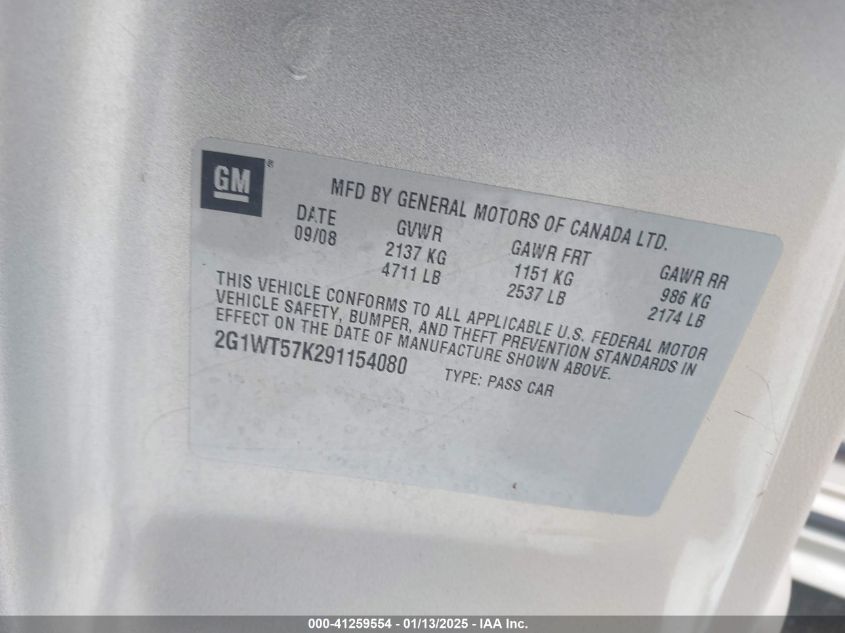 GM®
MFD BY GENERAL MOTORS OF CANADA LTD.
DATE GVWR GAWR FRT GAWR RR
09/08 2137 KG 1151 KG 986 KG
4711 LB 2537 LB 2174 LB
THIS VEHICLE CONFORMS TO ALL APPLICABLE U.S. FEDERAL MOTOR
VEHICLE SAFETY, BUMPER, AND THEFT PREVENTION STANDARDS IN
EFFECT ON THE DATE OF MANUFACTURE SHOWN ABOVE.
2G1WT57K291154080 TYPE: PASS CAR
000-41259554 / 01/13/2025 - IAA Inc.